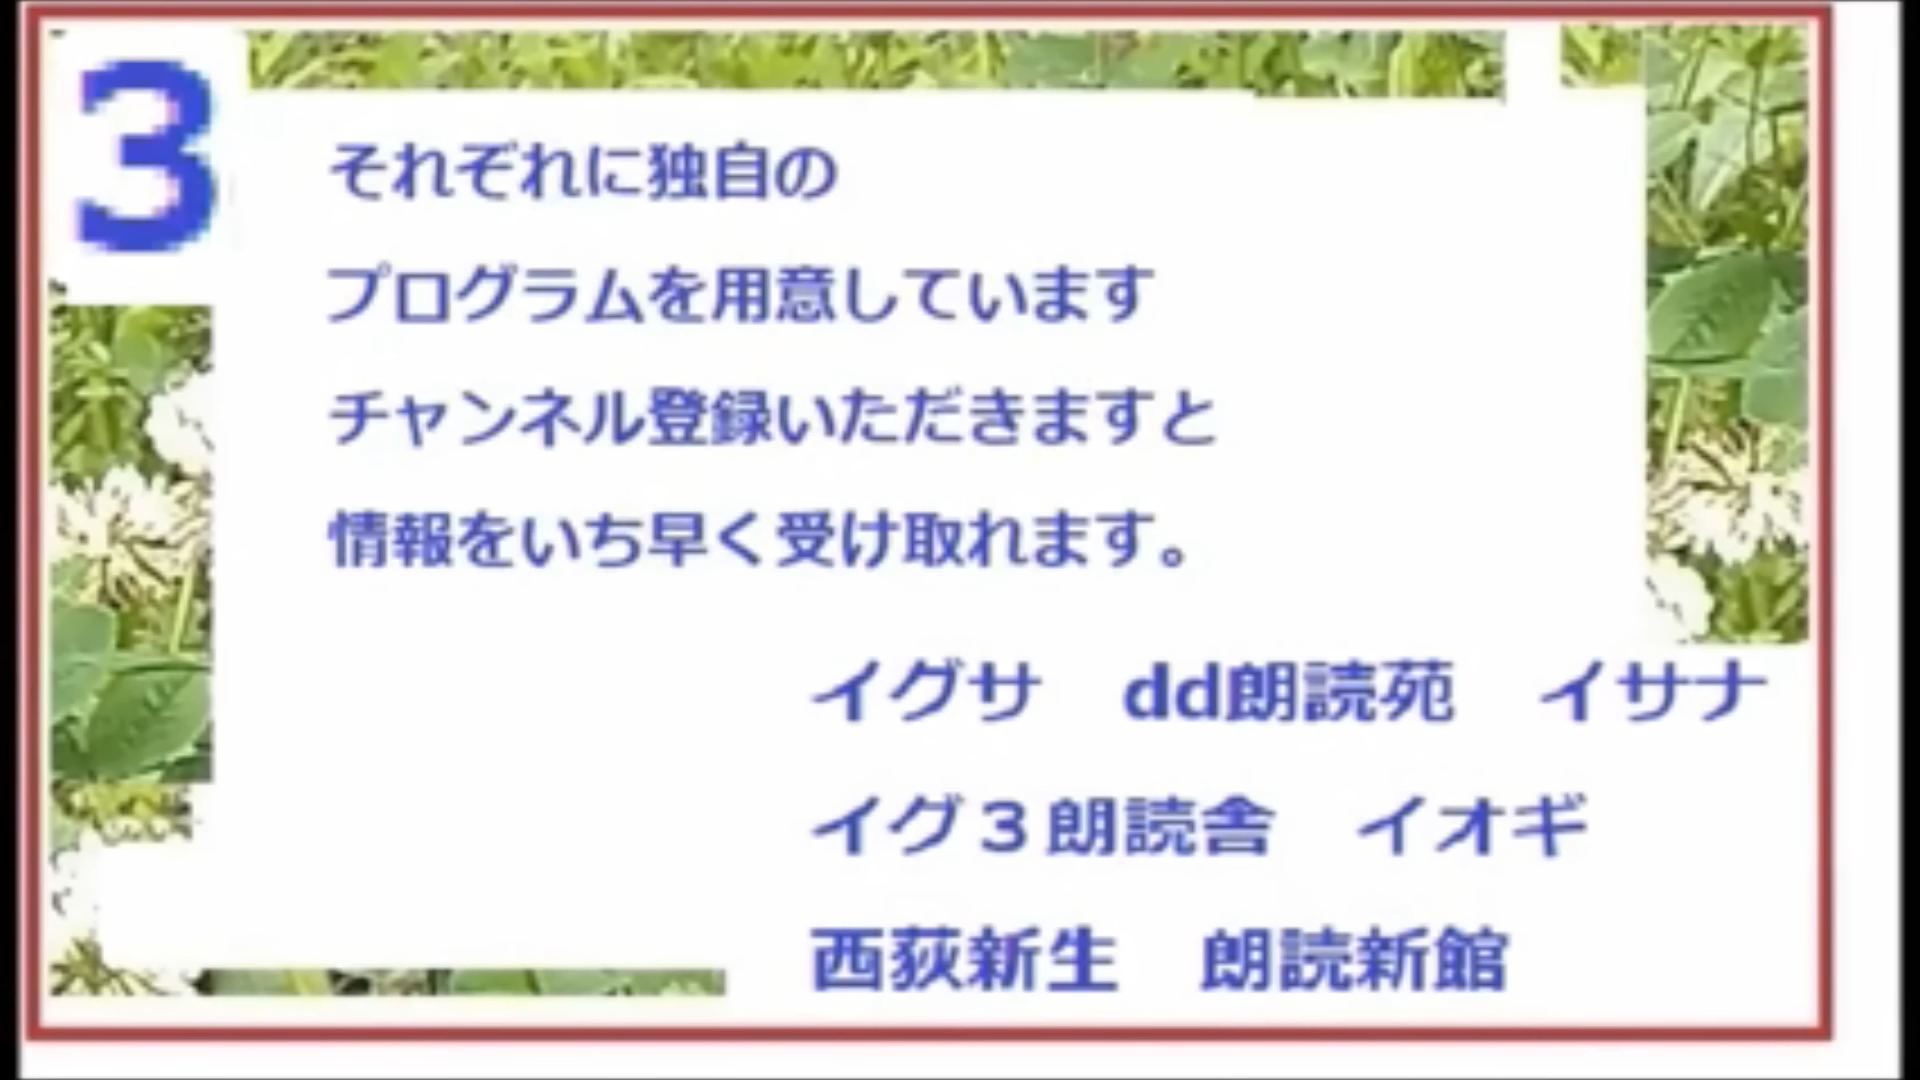 3
それぞれに独自の
プログラムを用意しています
チャンネル登録いただきますと
情報をいち早く受け取れます。
イグサ　dd朗読苑　イサナ
イグ３朗読舎　イオギ
西荻新生　朗読新館